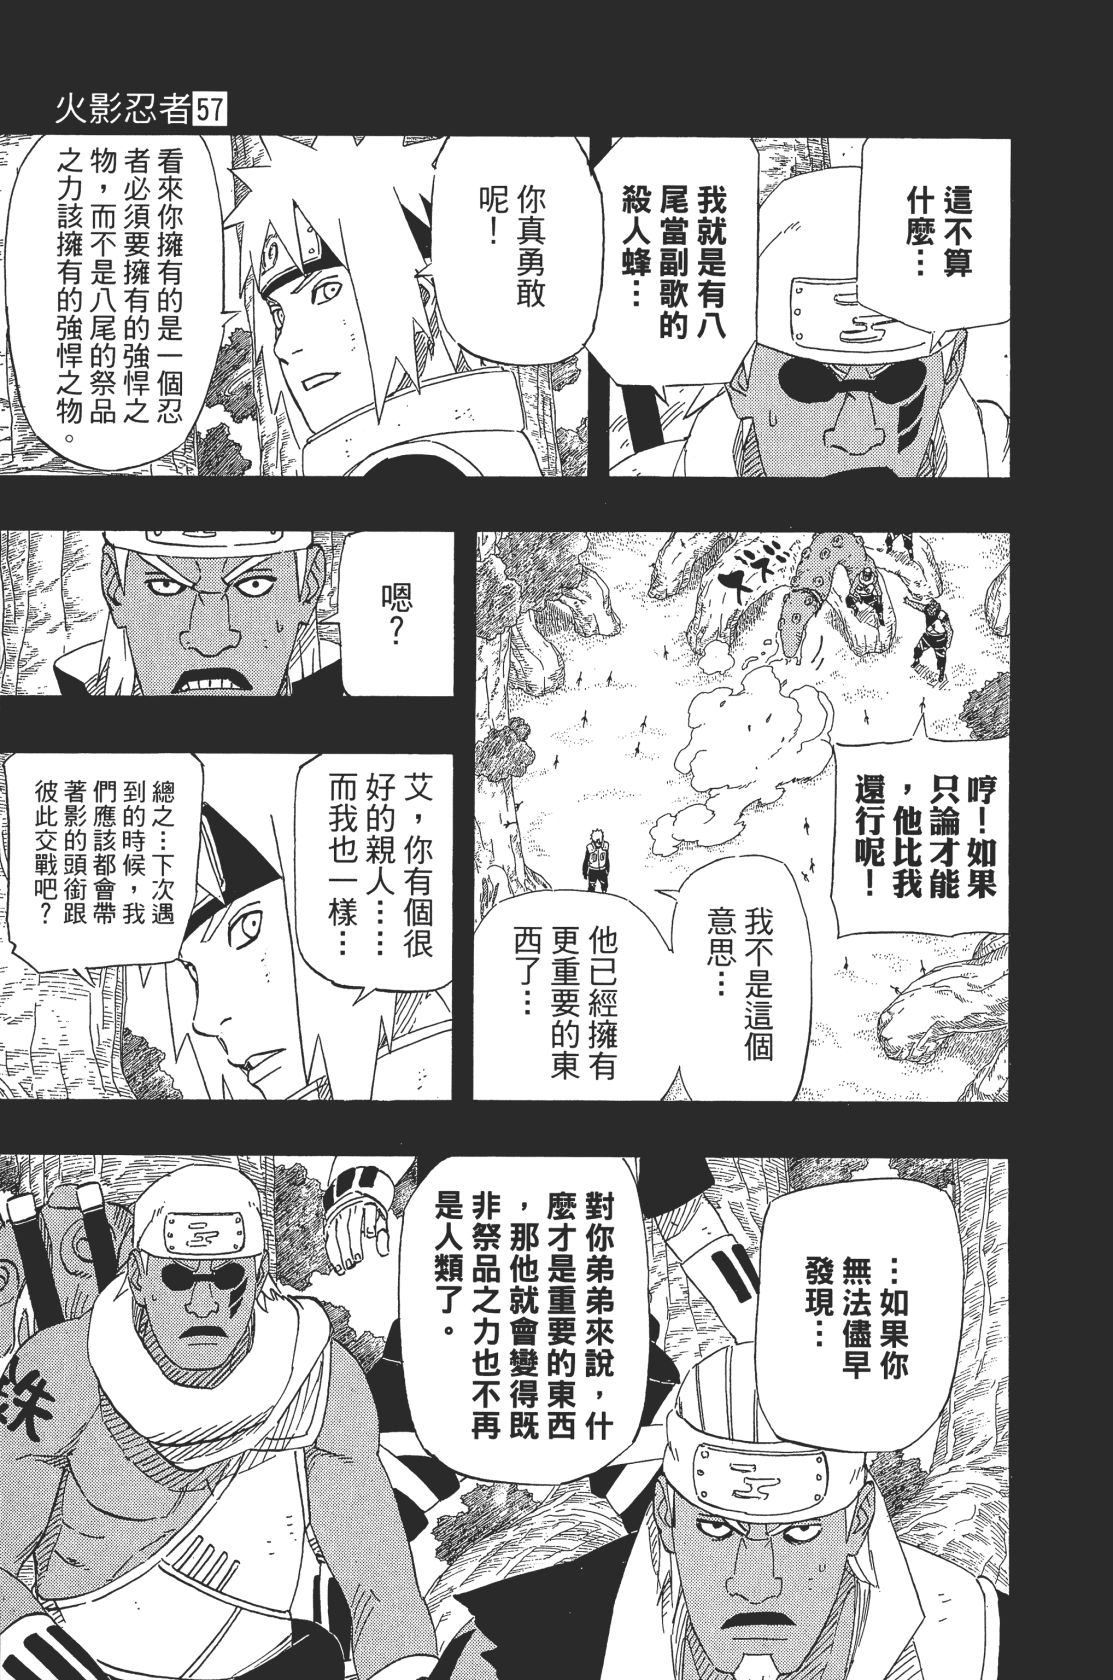 火影忍者57
這不算
什麼…
我就是有八
尾當副歌的
殺人蜂…
你真勇敢
呢！
看來你擁有的是一個忍
者必須要擁有的強悍之
物，而不是八尾的祭品
之力該擁有的強悍之物。
ズズズ
哼！如果
只論才能
，他比我
還行呢！
我不是這個
意思…
他已經擁有
更重要的東
西了…
嗯？
艾，你有個很
好的親人……
而我也一樣…
總之…下次遇
到的時候，我
們應該都會帶
著影的頭銜跟
彼此交戰吧？
…如果你
無法儘早
發現…
對你弟弟來說，什
麼才是重要的東西
，那他就會變得既
非祭品之力也不再
是人類了。
鉄